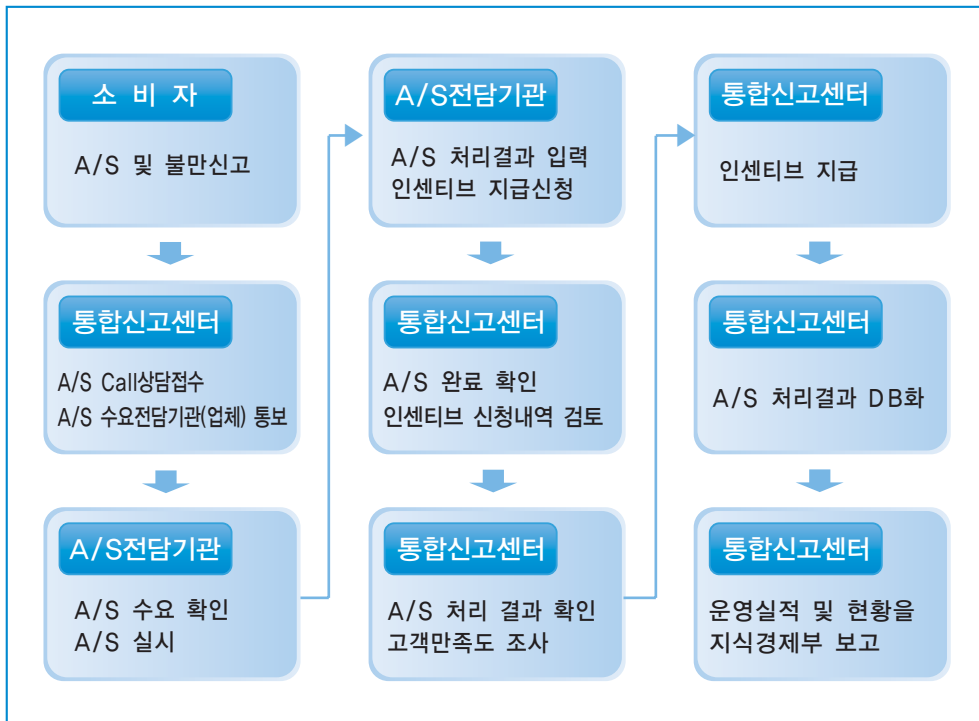 소 비 자
A/S 및 불만신고
통합신고센터
A/S Call상담접수
A/S 수요전담기관(업체) 통보
A/S전담기관
A/S 수요 확인
A/S 실시
A/S전담기관
A/S 처리결과 입력
인센티브 지급신청
통합신고센터
A/S 완료 확인
인센티브 신청내역 검토
통합신고센터
A/S 처리 결과 확인
고객만족도 조사
통합신고센터
인센티브 지급
통합신고센터
A/S 처리결과 DB화
통합신고센터
운영실적 및 현황을
지식경제부 보고